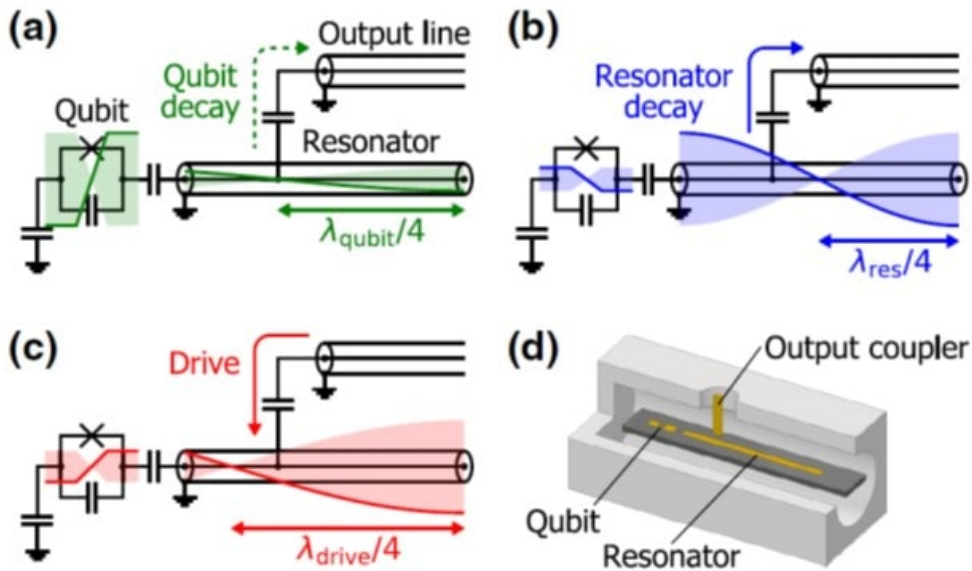 (a)
Output line
Qubit
decay
Qubit
Resonator
λqubit/4
(b)
Resonator
decay
λres/4
(c)
Drive
λdrive/4
(d)
Output coupler
Qubit
Resonator